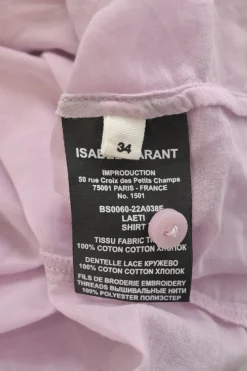 34
ISABEL MARANT
IMPRODUCTION
50 rue Croix des Petits Champs
75001 PARIS - FRANCE
No. 1501
BS0060-22A038E
LAETI
SHIRT
TISSU FABRIC
100% COTON COTTON ХЛОПОК
DENTELLE LACE КРУЖЕВО
100% COTON COTTON ХЛОПОК
FILS DE BRODERIE EMBROIDERY
THREADS ВЫШИВАЛЬНЫЕ НИТИ
100% POLYESTER ПОЛИЭСТЕР